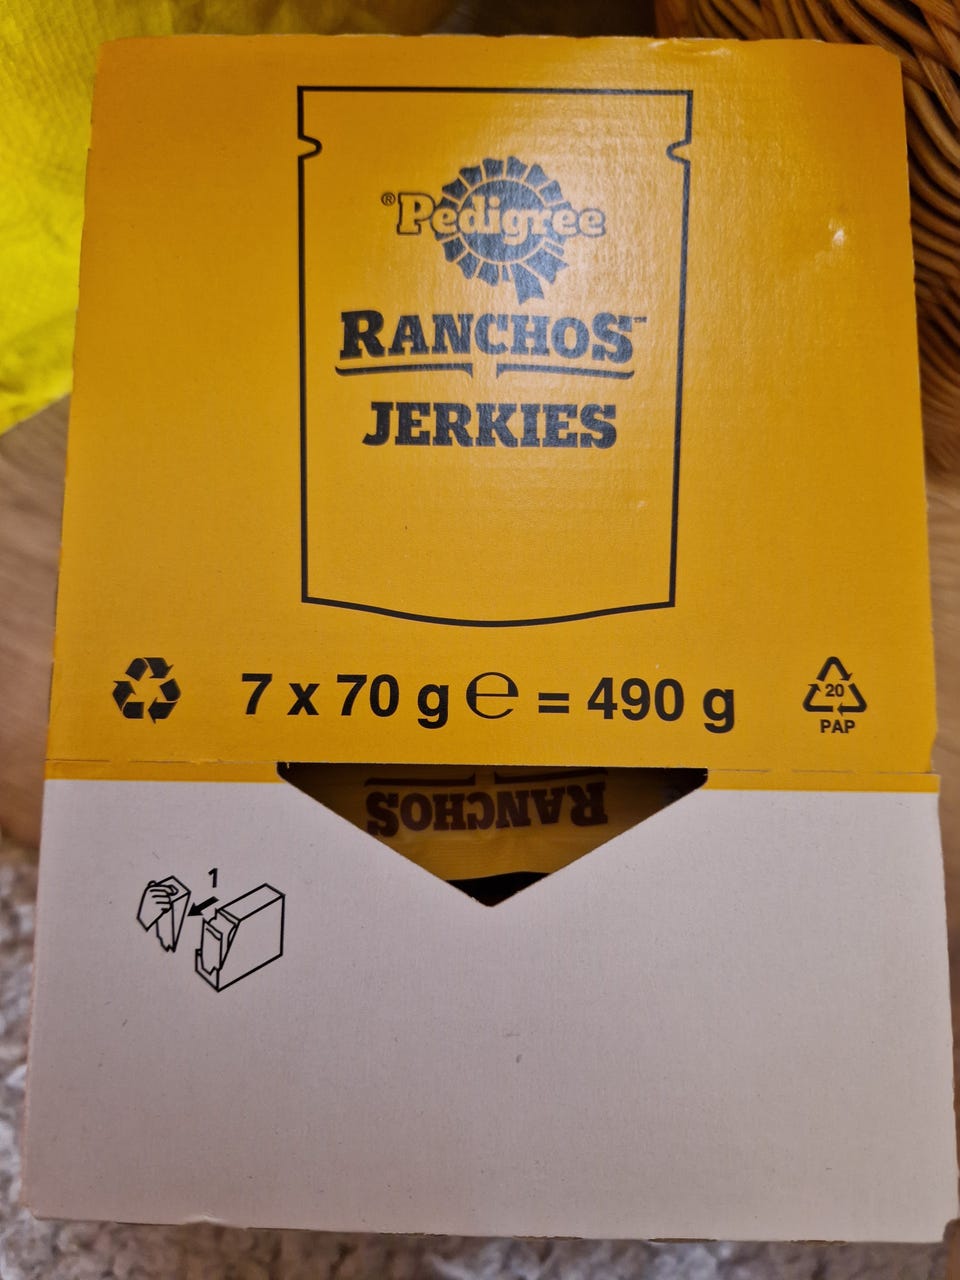 ® Pedigree
RANCHOS™
JERKIES
7 x 70 g ℮ = 490 g
20
PAP
RANCHOS
1